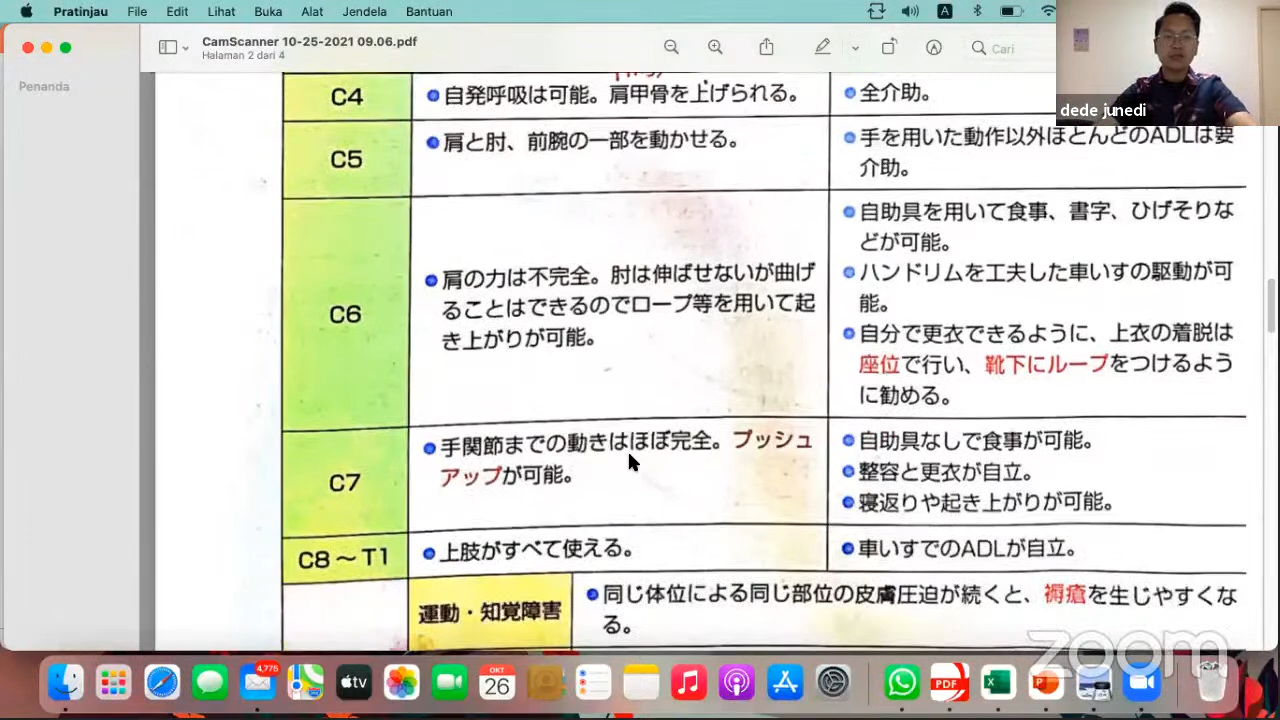 Pratinjau File Edit Lihat Buka Alat Jendela Bantuan
CamScanner 10-25-2021 09.06.pdf
Halaman 2 dari 4
Cari
Penanda
dede junedi
C4
自発呼吸は可能。肩甲骨を上げられる。
全介助。
C5
肩と肘、前腕の一部を動かせる。
手を用いた動作以外ほとんどのADLは要
介助。
C6
肩の力は不完全。肘は伸ばせないが曲げ
ることはできるのでロープ等を用いて起
き上がりが可能。
自助具を用いて食事、書字、ひげそりな
どが可能。
ハンドリムを工夫した車いすの駆動が可
能。
自分で更衣できるように、上衣の着脱は
座位で行い、靴下にループをつけるよう
に勧める。
C7
手関節までの動きはほぼ完全。プッシュ
アップが可能。
自助具なしで食事が可能。
整容と更衣が自立。
寝返りや起き上がりが可能。
C8～T1
上肢がすべて使える。
車いすでのADLが自立。
運動・知覚障害
同じ体位による同じ部位の皮膚圧迫が続くと、褥瘡を生じやすくな
る。
zoom
4,775
tv
OKT
26
PDF